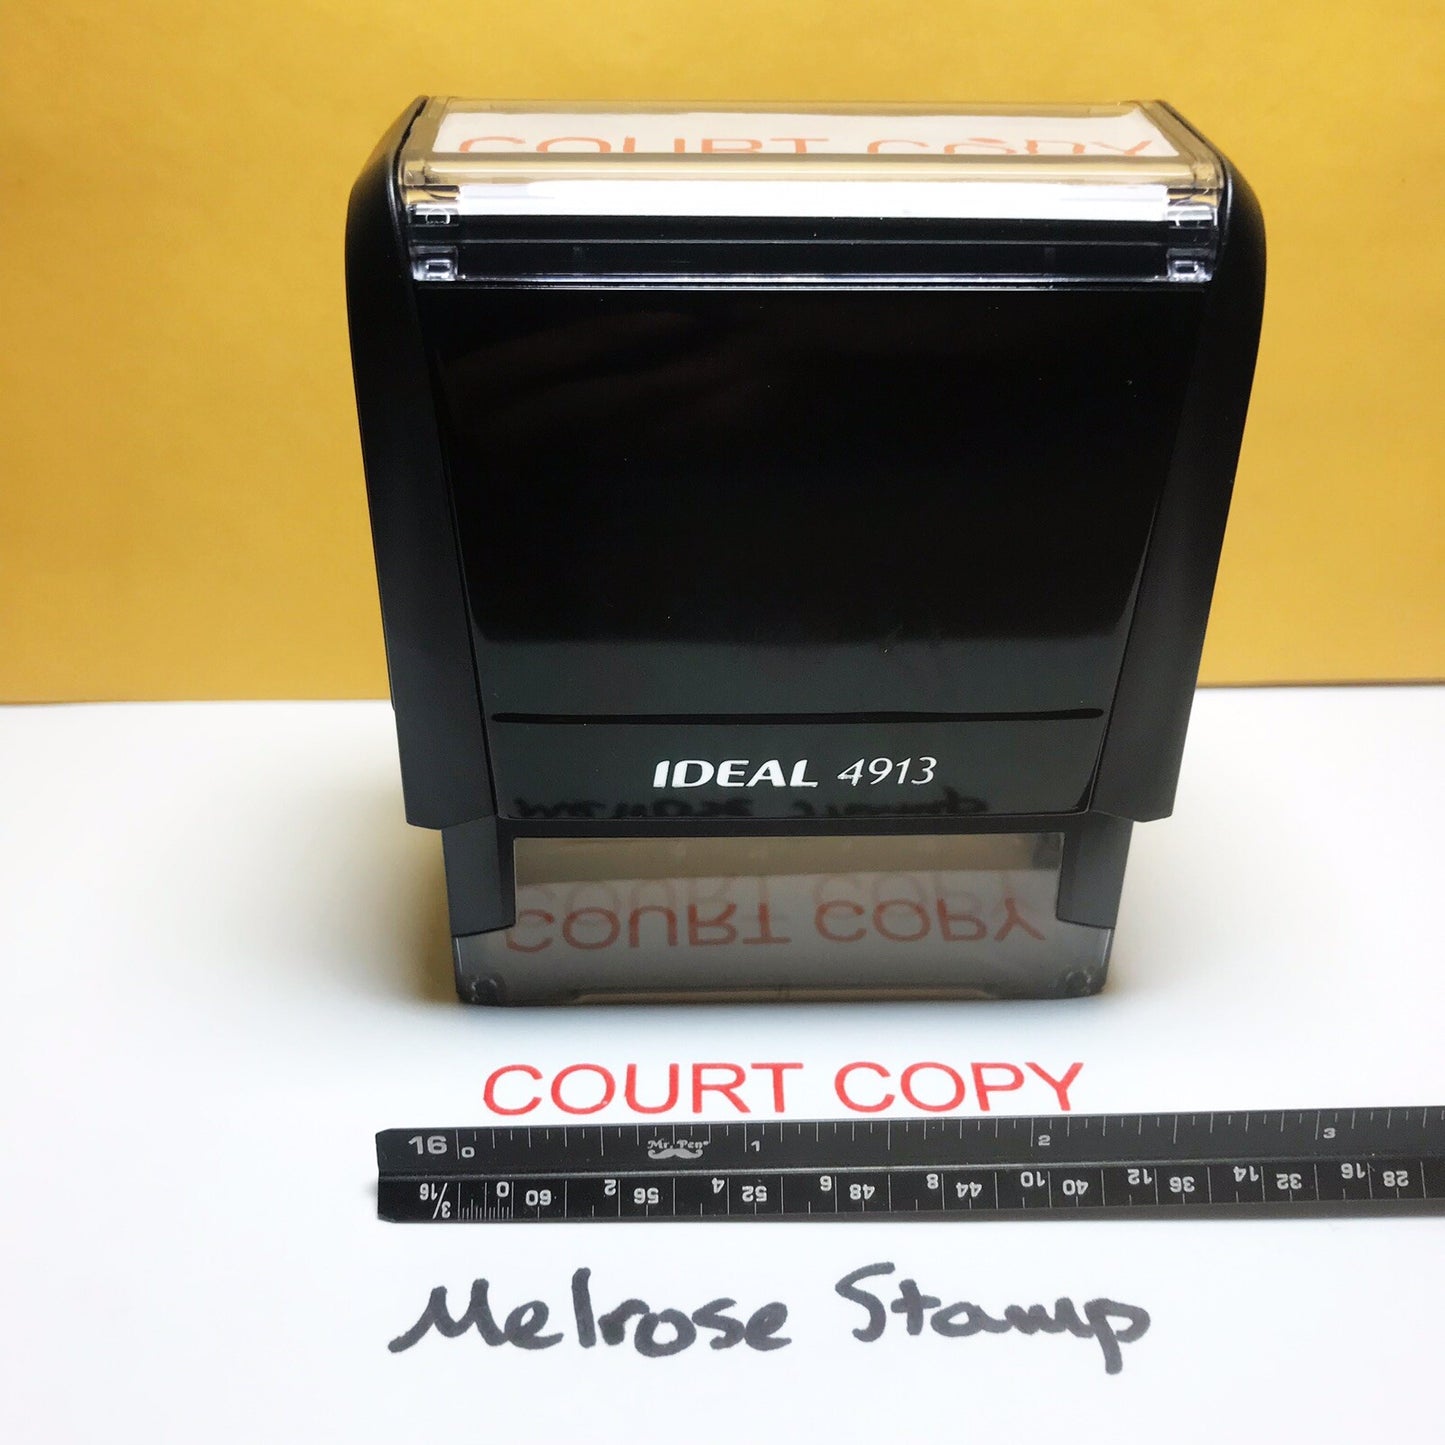 COURT COPY
IDEAL 4913
COURT COPY
COURT COPY
16 0 Mr. Pen 1 2 3
3/16 0 60 2 56 4 52 6 48 8 44 10 40 12 36 14 32 16 28
Melrose Stamp